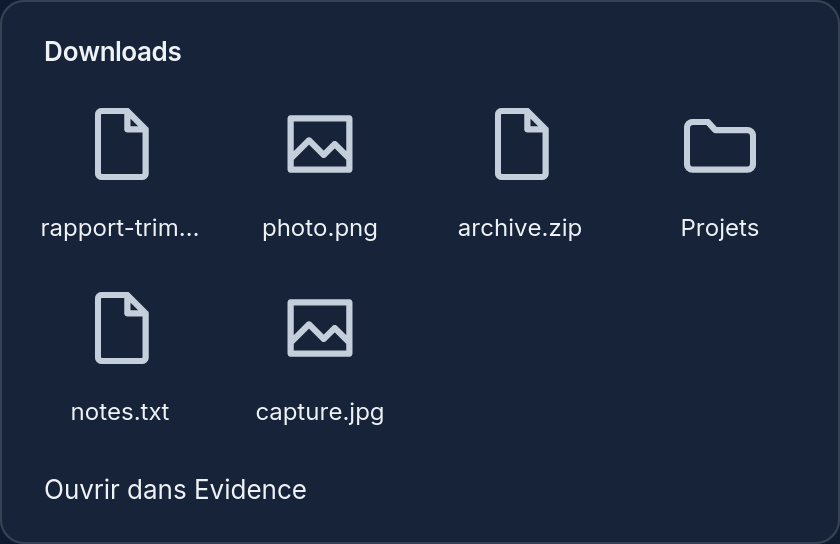 Downloads
rapport-trim... photo.png archive.zip Projets
notes.txt capture.jpg
Ouvrir dans Evidence